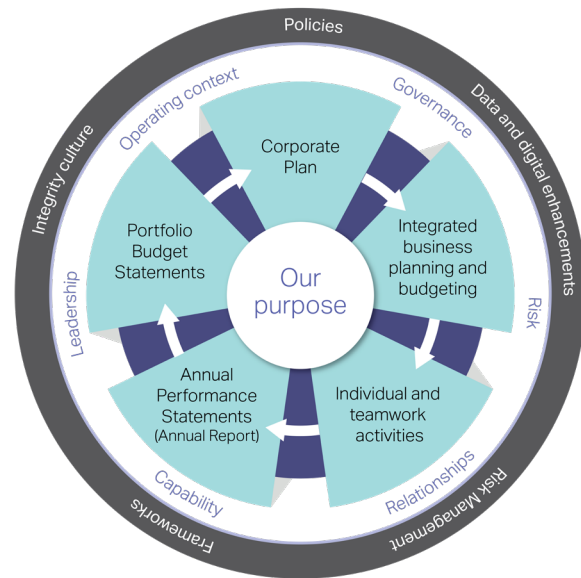 Policies
Data and digital enhancements
Risk Management
Frameworks
Integrity culture
Operating context
Governance
Risk
Relationships
Capability
Leadership
Corporate
Plan
Integrated
business
planning and
budgeting
Individual and
teamwork
activities
Annual
Performance
Statements
(Annual Report)
Portfolio
Budget
Statements
Our
purpose